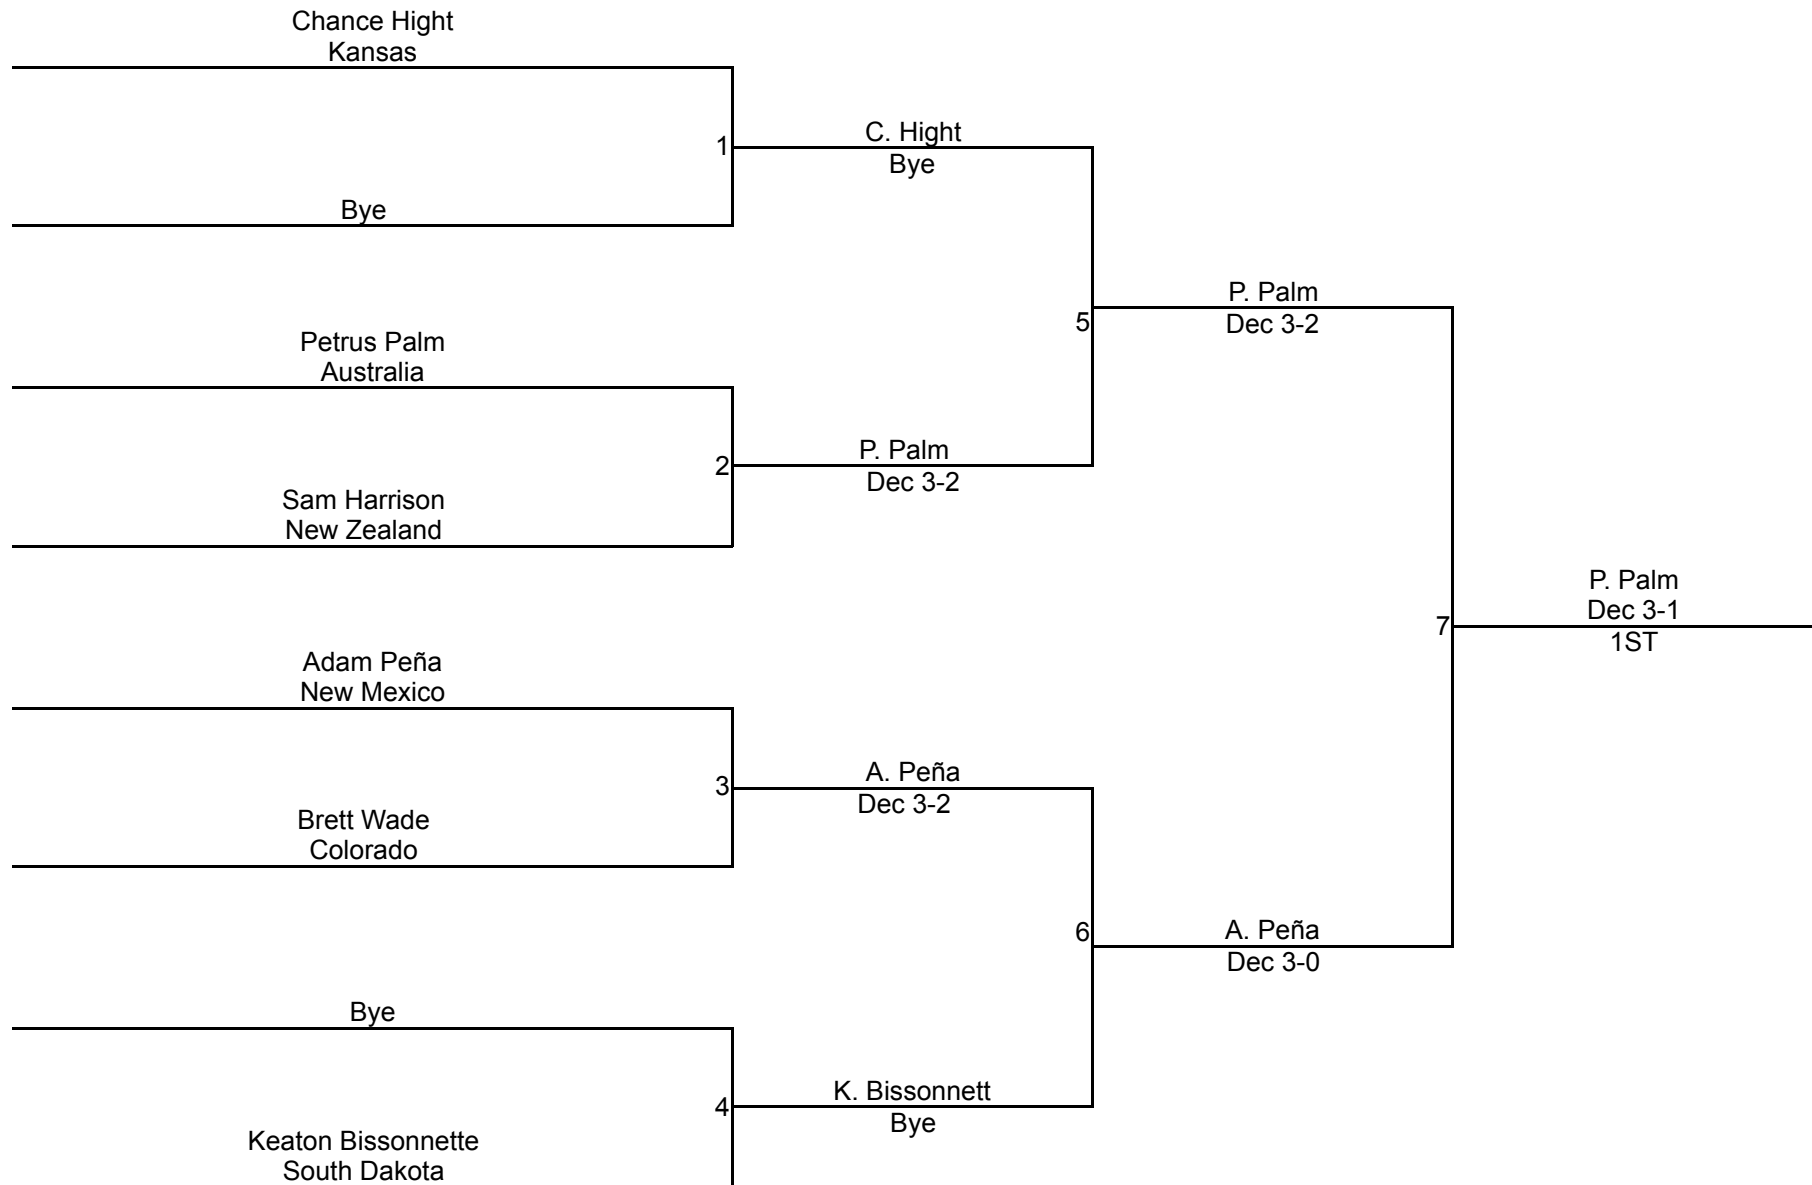 Chance Hight
Kansas
1
C. Hight
Bye
Bye
5
P. Palm
Dec 3-2
Petrus Palm
Australia
2
P. Palm
Dec 3-2
Sam Harrison
New Zealand
7
P. Palm
Dec 3-1
1ST
Adam Peña
New Mexico
3
A. Peña
Dec 3-2
Brett Wade
Colorado
6
A. Peña
Dec 3-0
Bye
4
K. Bissonnett
Bye
Keaton Bissonnette
South Dakota